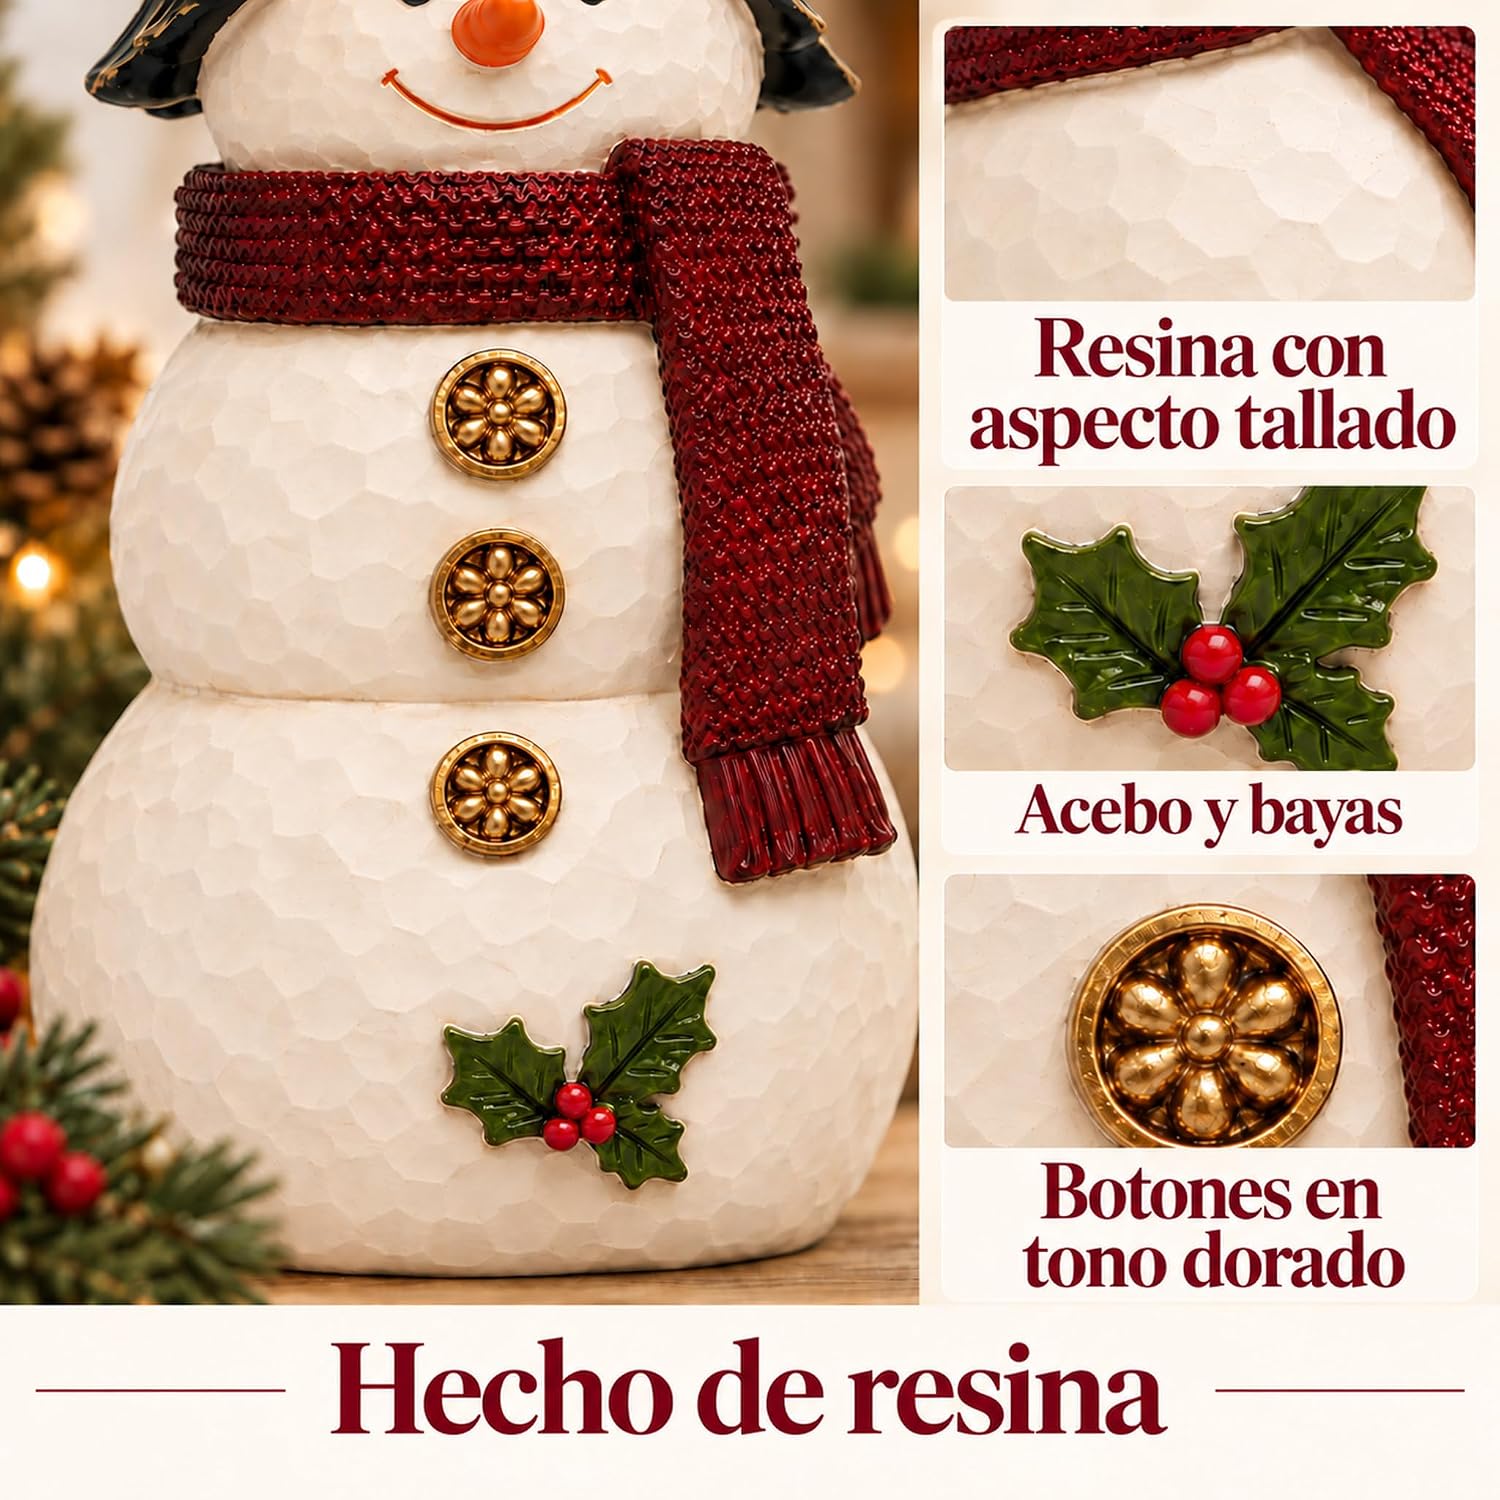 Resina con
aspecto tallado
Acebo y bayas
Botones en
tono dorado
Hecho de resina